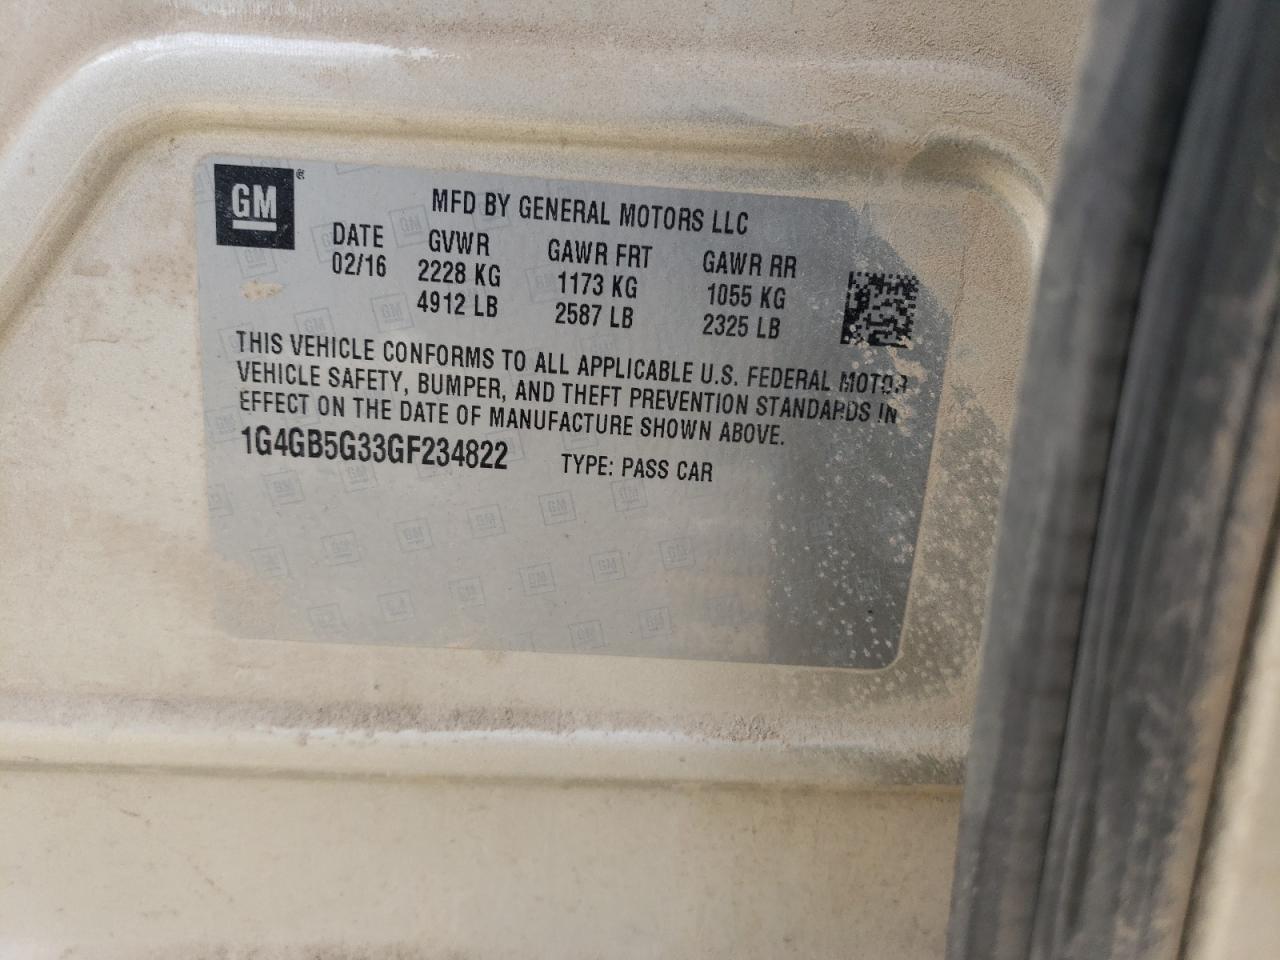 GM
MFD BY GENERAL MOTORS LLC
DATE GVWR GAWR FRT GAWR RR
02/16 2228 KG 1173 KG 1055 KG
4912 LB 2587 LB 2325 LB
THIS VEHICLE CONFORMS TO ALL APPLICABLE U.S. FEDERAL MOTOR
VEHICLE SAFETY, BUMPER, AND THEFT PREVENTION STANDARDS IN
EFFECT ON THE DATE OF MANUFACTURE SHOWN ABOVE.
1G4GB5G33GF234822 TYPE: PASS CAR